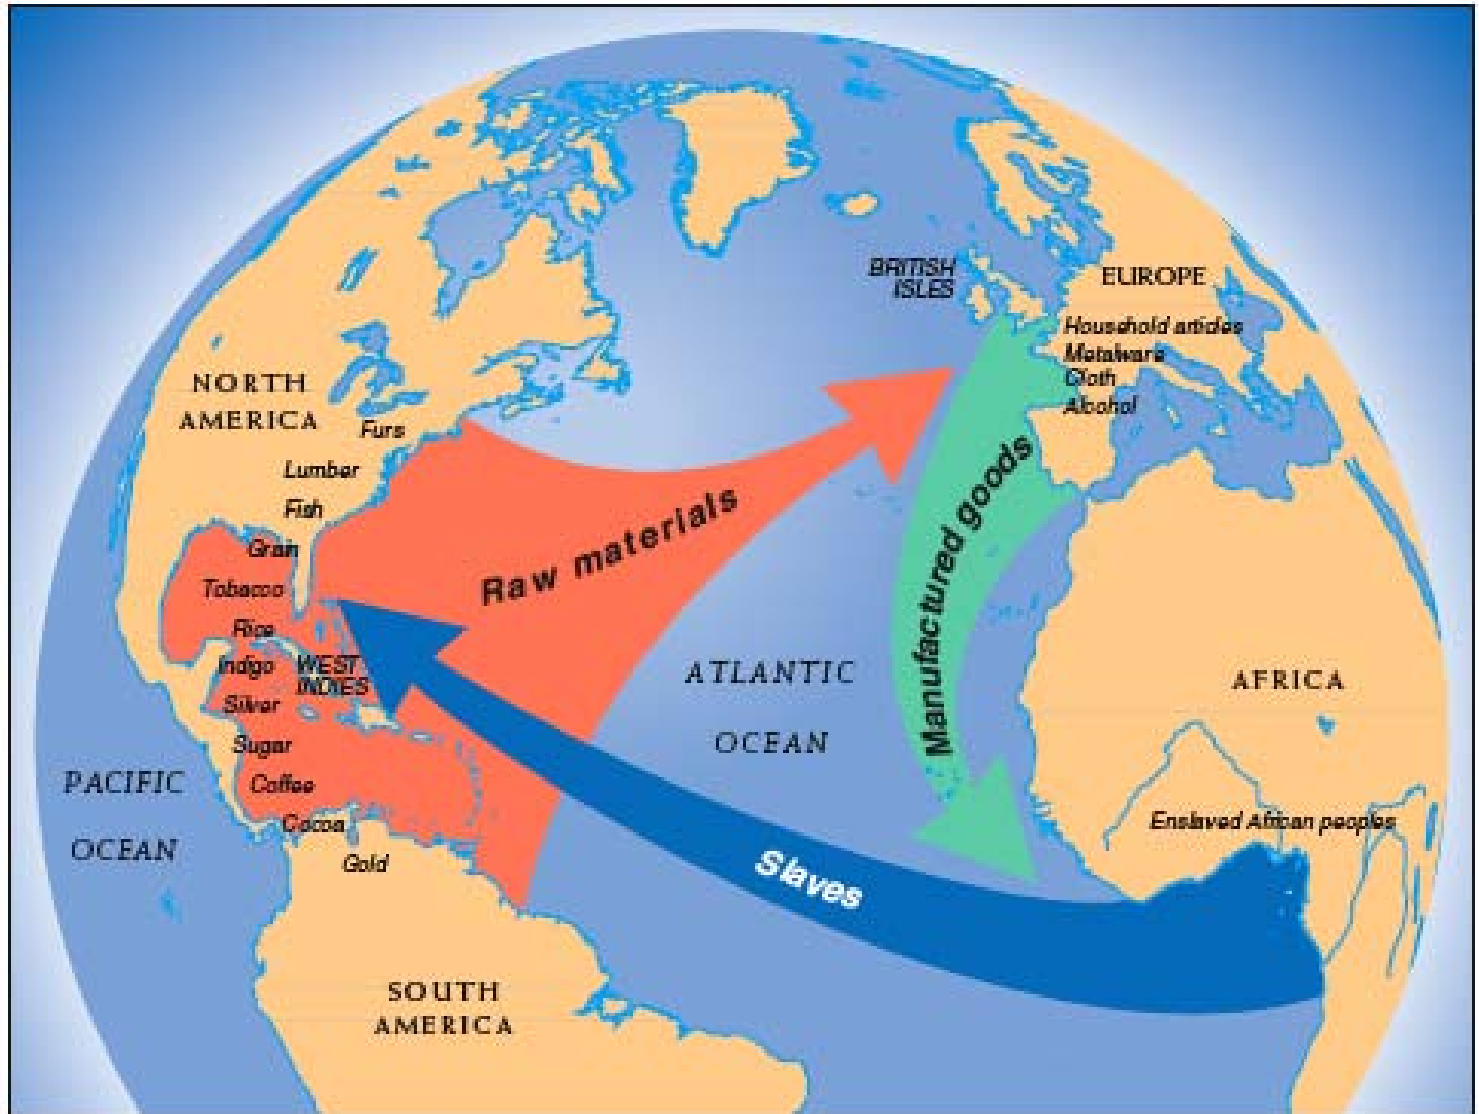 BRITISH
ISLES
EUROPE
Household articles
Metalware
Cloth
Alcohol
NORTH
AMERICA
Furs
Lumber
Fish
Grain
Tobacco
Rice
Indigo
WEST
INDIES
Silver
Sugar
Coffee
Cocoa
Gold
Raw materials
Manufactured goods
ATLANTIC
OCEAN
AFRICA
PACIFIC
OCEAN
Enslaved African peoples
Slaves
SOUTH
AMERICA